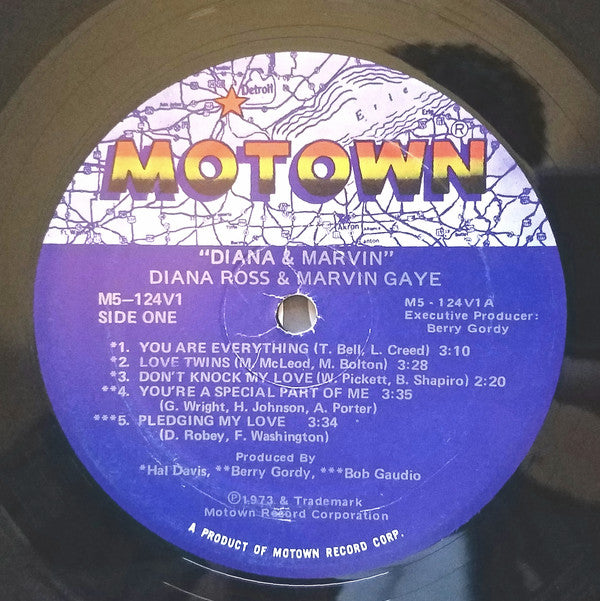 Detroit
Erie
MOTOWN®
Akron
Canton
"DIANA & MARVIN"
DIANA ROSS & MARVIN GAYE
M5—124V1
SIDE ONE
M5 - 124V1A
Executive Producer:
Berry Gordy
*1. YOU ARE EVERYTHING (T. Bell, L. Creed) 3:10
*2. LOVE TWINS (M. McLeod, M. Bolton) 3:28
*3. DON'T KNOCK MY LOVE (W. Pickett, B. Shapiro) 2:20
**4. YOU'RE A SPECIAL PART OF ME 3:35
(G. Wright, H. Johnson, A. Porter)
***5. PLEDGING MY LOVE 3:34
(D. Robey, F. Washington)
Produced By
*Hal Davis, **Berry Gordy, ***Bob Gaudio
Ⓟ1973 & Trademark
Motown Record Corporation
A PRODUCT OF MOTOWN RECORD CORP.